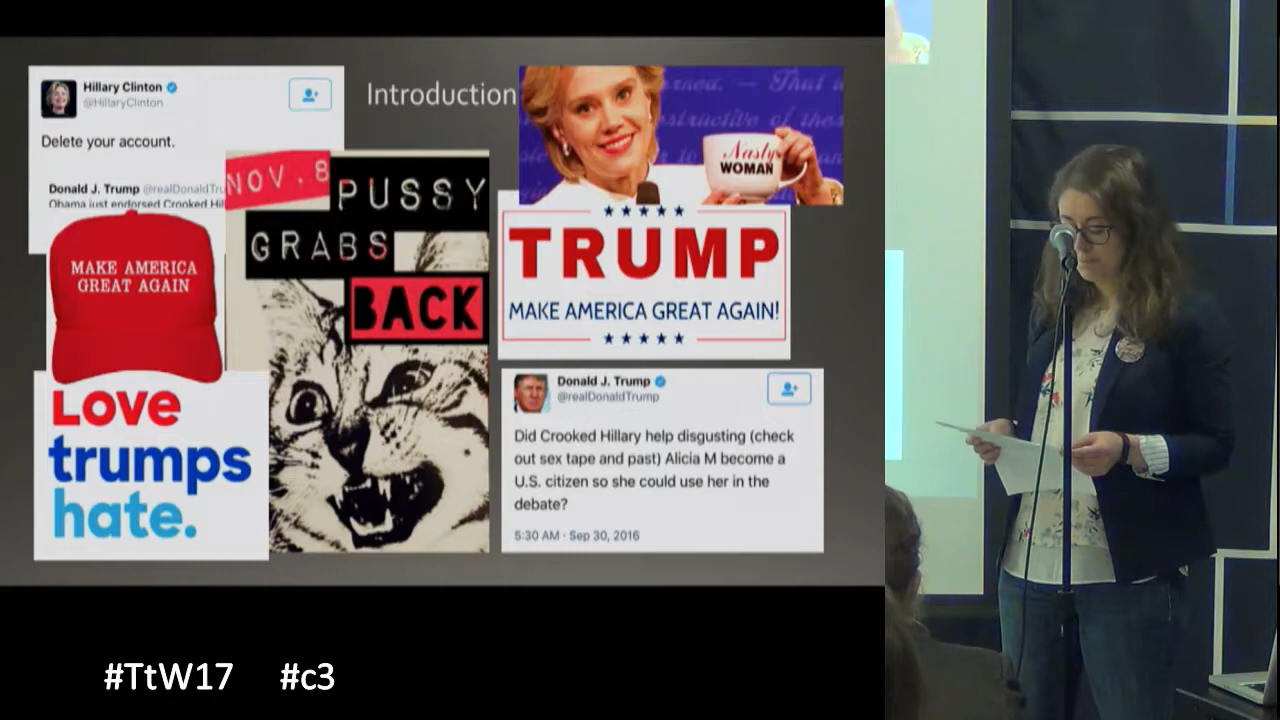 Hillary Clinton
@HillaryClinton
Delete your account.
Donald J. Trump @realDonaldTru
Obama just endorsed Crooked Hil
MAKE AMERICA
GREAT AGAIN
Love
trumps
hate.
NOV.8
PUSSY
GRABS
BACK
Introduction
Nasty
WOMAN
TRUMP
MAKE AMERICA GREAT AGAIN!
Donald J. Trump
@realDonaldTrump
Did Crooked Hillary help disgusting (check
out sex tape and past) Alicia M become a
U.S. citizen so she could use her in the
debate?
5:30 AM · Sep 30, 2016
#TtW17 #c3